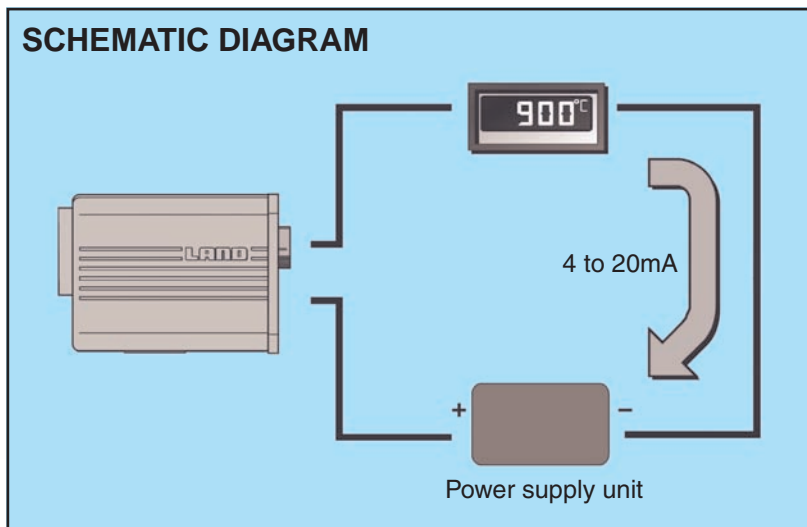 SCHEMATIC DIAGRAM
900°C
LAND
4 to 20mA
+ −
Power supply unit